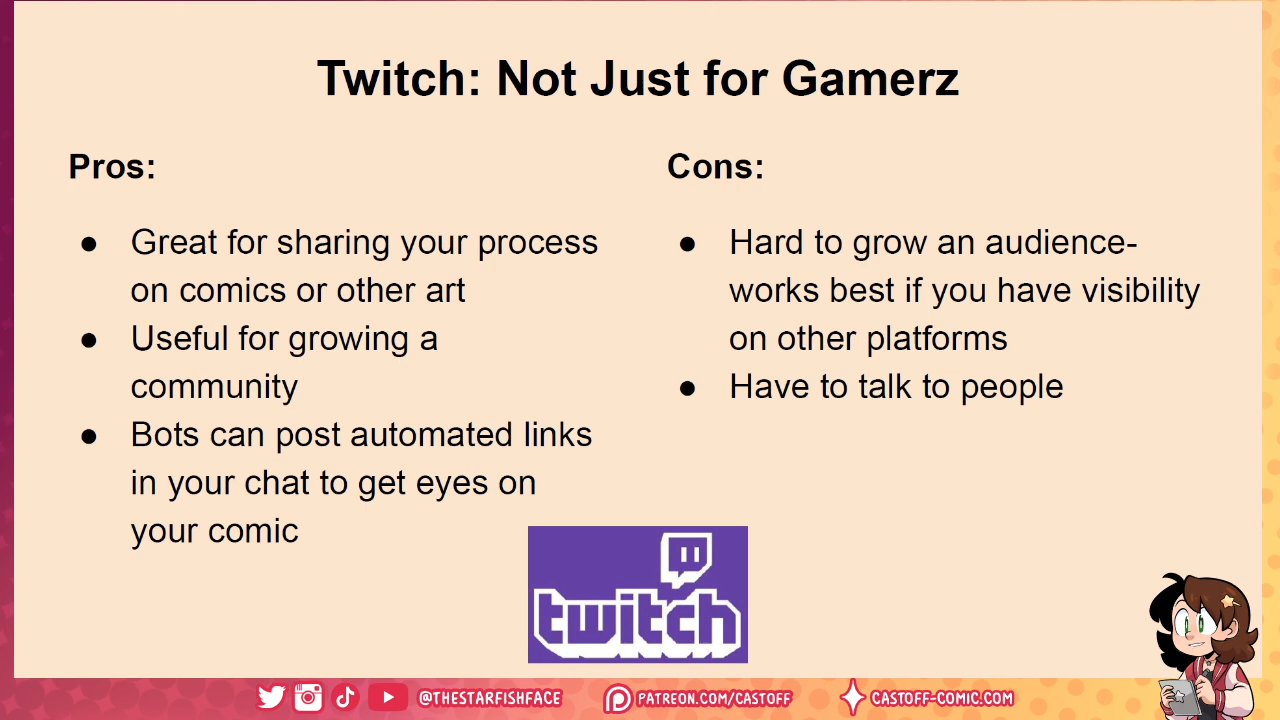 Twitch: Not Just for Gamerz
Pros:
● Great for sharing your process
on comics or other art
● Useful for growing a
community
● Bots can post automated links
in your chat to get eyes on
your comic
Cons:
● Hard to grow an audience-
works best if you have visibility
on other platforms
● Have to talk to people
twitch
@THESTARFISHFACE
PATREON.COM/CASTOFF
CASTOFF-COMIC.COM